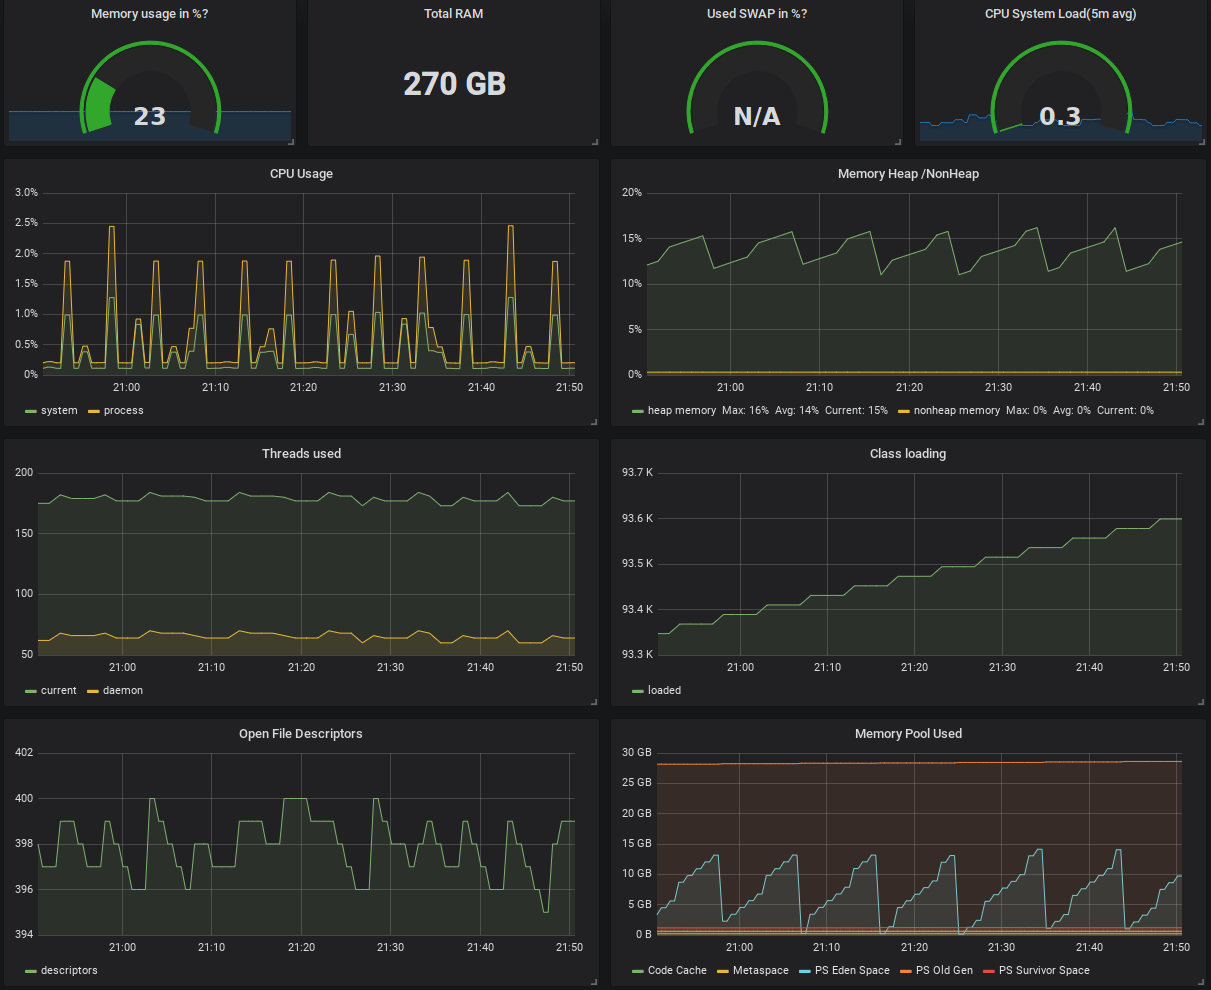 Memory usage in %?
23
Total RAM
270 GB
Used SWAP in %?
N/A
CPU System Load(5m avg)
0.3
CPU Usage
3.0%
2.5%
2.0%
1.5%
1.0%
0.5%
0%
21:00 21:10 21:20 21:30 21:40 21:50
system process
Memory Heap /NonHeap
20%
15%
10%
5%
0%
21:00 21:10 21:20 21:30 21:40 21:50
heap memory Max: 16% Avg: 14% Current: 15% nonheap memory Max: 0% Avg: 0% Current: 0%
Threads used
200
150
100
50
21:00 21:10 21:20 21:30 21:40 21:50
current daemon
Class loading
93.7 K
93.6 K
93.5 K
93.4 K
93.3 K
21:00 21:10 21:20 21:30 21:40 21:50
loaded
Open File Descriptors
402
400
398
396
394
21:00 21:10 21:20 21:30 21:40 21:50
descriptors
Memory Pool Used
30 GB
25 GB
20 GB
15 GB
10 GB
5 GB
0 B
21:00 21:10 21:20 21:30 21:40 21:50
Code Cache Metaspace PS Eden Space PS Old Gen PS Survivor Space